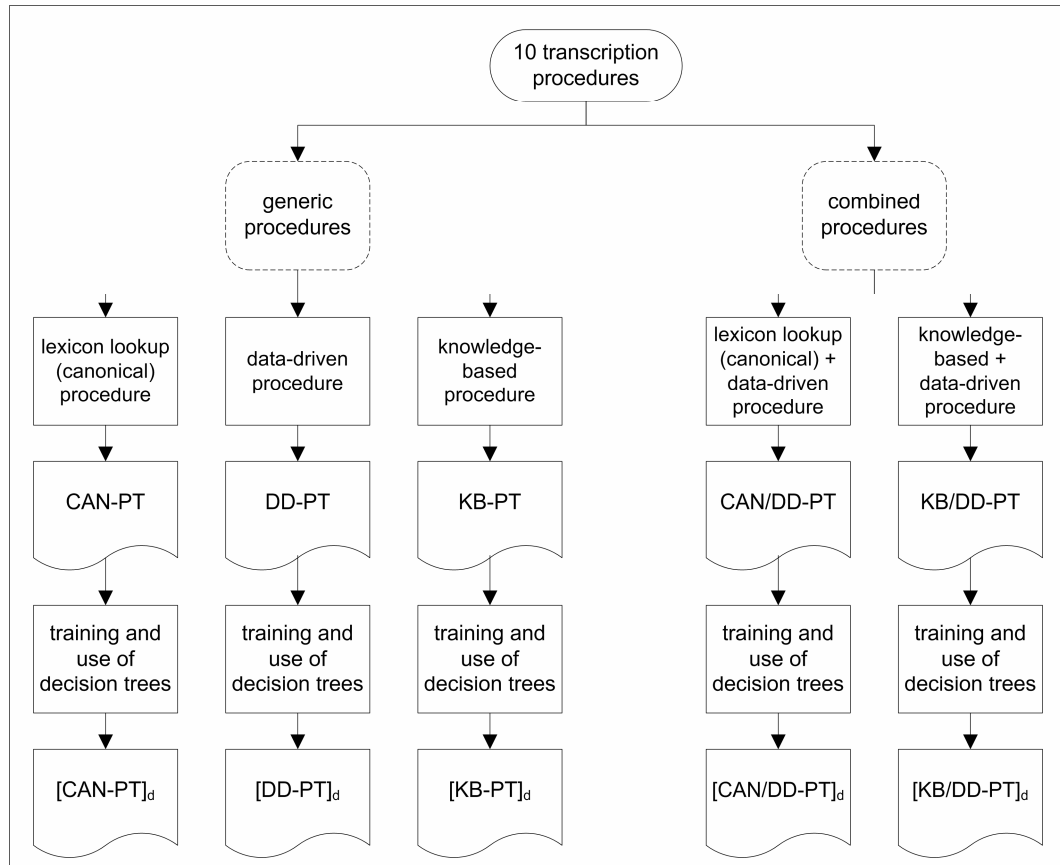 10 transcription
procedures
generic
procedures
combined
procedures
lexicon lookup
(canonical)
procedure
data-driven
procedure
knowledge-
based
procedure
lexicon lookup
(canonical) +
data-driven
procedure
knowledge-
based +
data-driven
procedure
CAN-PT
DD-PT
KB-PT
CAN/DD-PT
KB/DD-PT
training and
use of
decision trees
training and
use of
decision trees
training and
use of
decision trees
training and
use of
decision trees
training and
use of
decision trees
[CAN-PT]d
[DD-PT]d
[KB-PT]d
[CAN/DD-PT]d
[KB/DD-PT]d